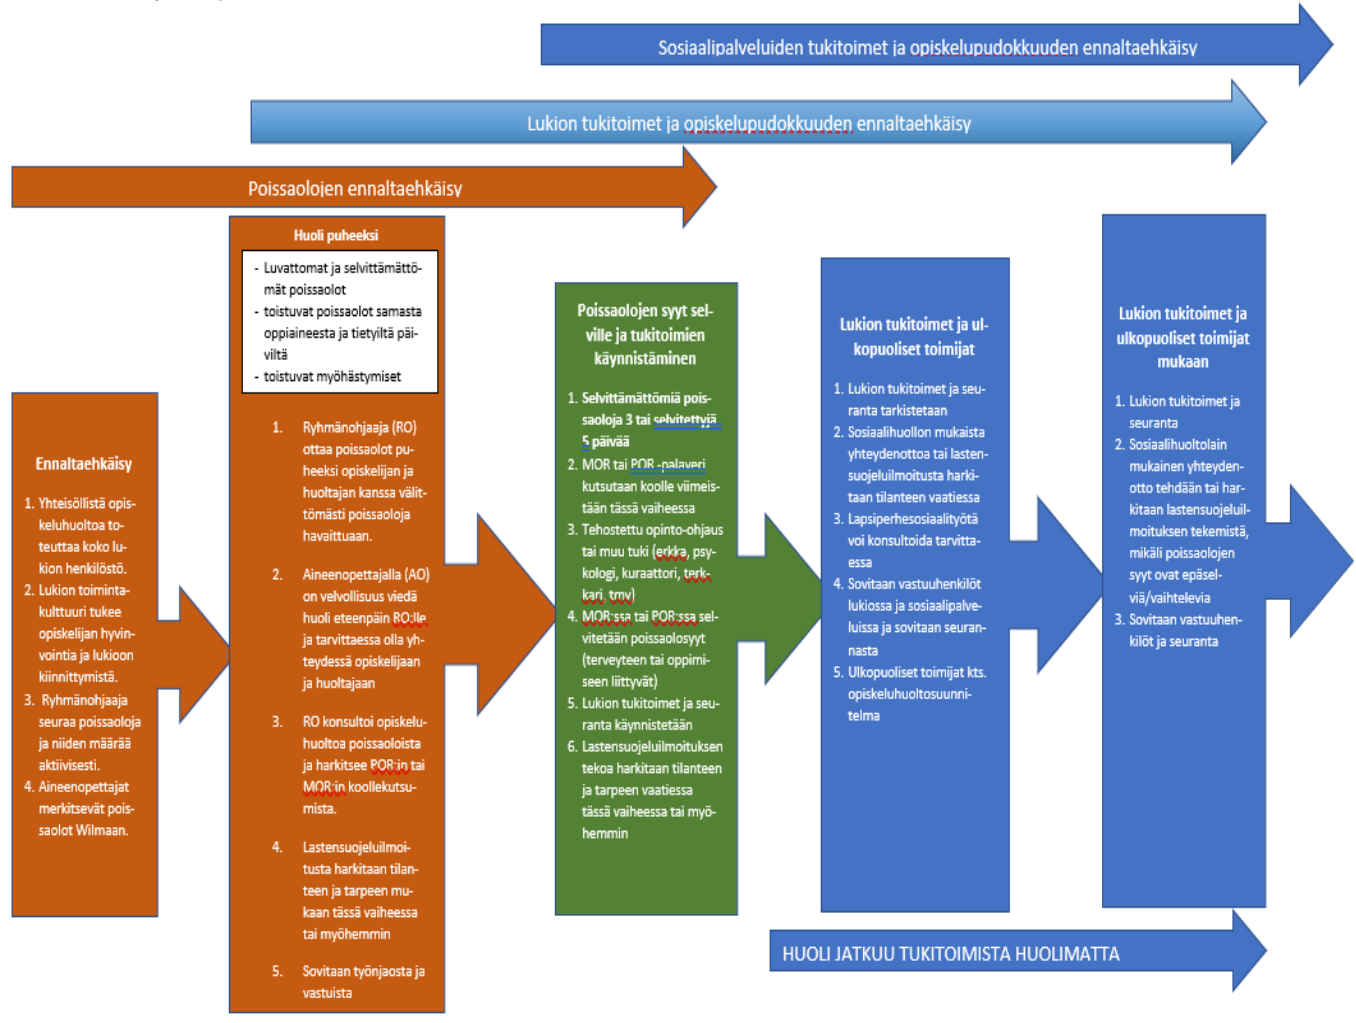 Sosiaalipalveluiden tukitoimet ja opiskelupudokkuuden ennaltaehkäisy
Lukion tukitoimet ja opiskelupudokkuuden ennaltaehkäisy
Poissaolojen ennaltaehkäisy
Ennaltaehkäisy
1. Yhteisöllistä opis-
keluhuoltoa to-
teuttaa koko lu-
kion henkilöstö.
2. Lukion toiminta-
kulttuuri tukee
opiskelijan hyvin-
vointia ja lukioon
kiinnittymistä.
3. Ryhmänohjaaja
seuraa poissaoloja
ja niiden määrää
aktiivisesti.
4. Aineenopettajat
merkitsevät pois-
saolot Wilmaan.
Huoli puheeksi
- Luvattomat ja selvittämättö-
mät poissaolot
- toistuvat poissaolot samasta
oppiaineesta ja tietyiltä päi-
viltä
- toistuvat myöhästymiset
1. Ryhmänohjaaja (RO)
ottaa poissaolot pu-
heeksi opiskelijan ja
huoltajan kanssa välit-
tömästi poissaoloja
havaittuaan.
2. Aineenopettajalla (AO)
on velvollisuus viedä
huoli eteenpäin RO:lle
ja tarvittaessa olla yh-
teydessä opiskelijaan
ja huoltajaan
3. RO konsultoi opiskelu-
huoltoa poissaoloista
ja harkitsee POR:in tai
MOR:in koollekutsu-
mista.
4. Lastensuojeluilmoi-
tusta harkitaan tilan-
teen ja tarpeen mu-
kaan tässä vaiheessa
tai myöhemmin
5. Sovitaan työnjaosta ja
vastuista
Poissaolojen syyt sel-
ville ja tukitoimien
käynnistäminen
1. Selvittämättömiä pois-
saoloja 3 tai selvitettyjä
5 päivää
2. MOR tai POR -palaveri
kutsutaan koolle viimeis-
tään tässä vaiheessa
3. Tehostettu opinto-ohjaus
tai muu tuki (erkka, psy-
kologi, kuraattori, terk-
kari, tmv)
4. MOR:ssa tai POR:ssa sel-
vitetään poissaolosyyt
(terveyteen tai oppimi-
seen liittyvät)
5. Lukion tukitoimet ja seu-
ranta käynnistetään
6. Lastensuojeluilmoituksen
tekoa harkitaan tilanteen
ja tarpeen vaatiessa
tässä vaiheessa tai myö-
hemmin
Lukion tukitoimet ja ul-
kopuoliset toimijat
1. Lukion tukitoimet ja seu-
ranta tarkistetaan
2. Sosiaalihuollon mukaista
yhteydenottoa tai lasten-
suojeluilmoitusta harki-
taan tilanteen vaatiessa
3. Lapsiperhesosiaalityötä
voi konsultoida tarvitta-
essa
4. Sovitaan vastuuhenkilöt
lukiossa ja sosiaalipalve-
luissa ja sovitaan seuran-
nasta
5. Ulkopuoliset toimijat kts.
opiskeluhuoltosuunni-
telma
Lukion tukitoimet ja
ulkopuoliset toimijat
mukaan
1. Lukion tukitoimet ja
seuranta
2. Sosiaalihuoltolain
mukainen yhteyden-
otto tehdään tai har-
kitaan lastensuojeluil-
moituksen tekemistä,
mikäli poissaolojen
syyt ovat epäsel-
viä/vaihtelevia
3. Sovitaan vastuuhen-
kilöt ja seuranta
HUOLI JATKUU TUKITOIMISTA HUOLIMATTA